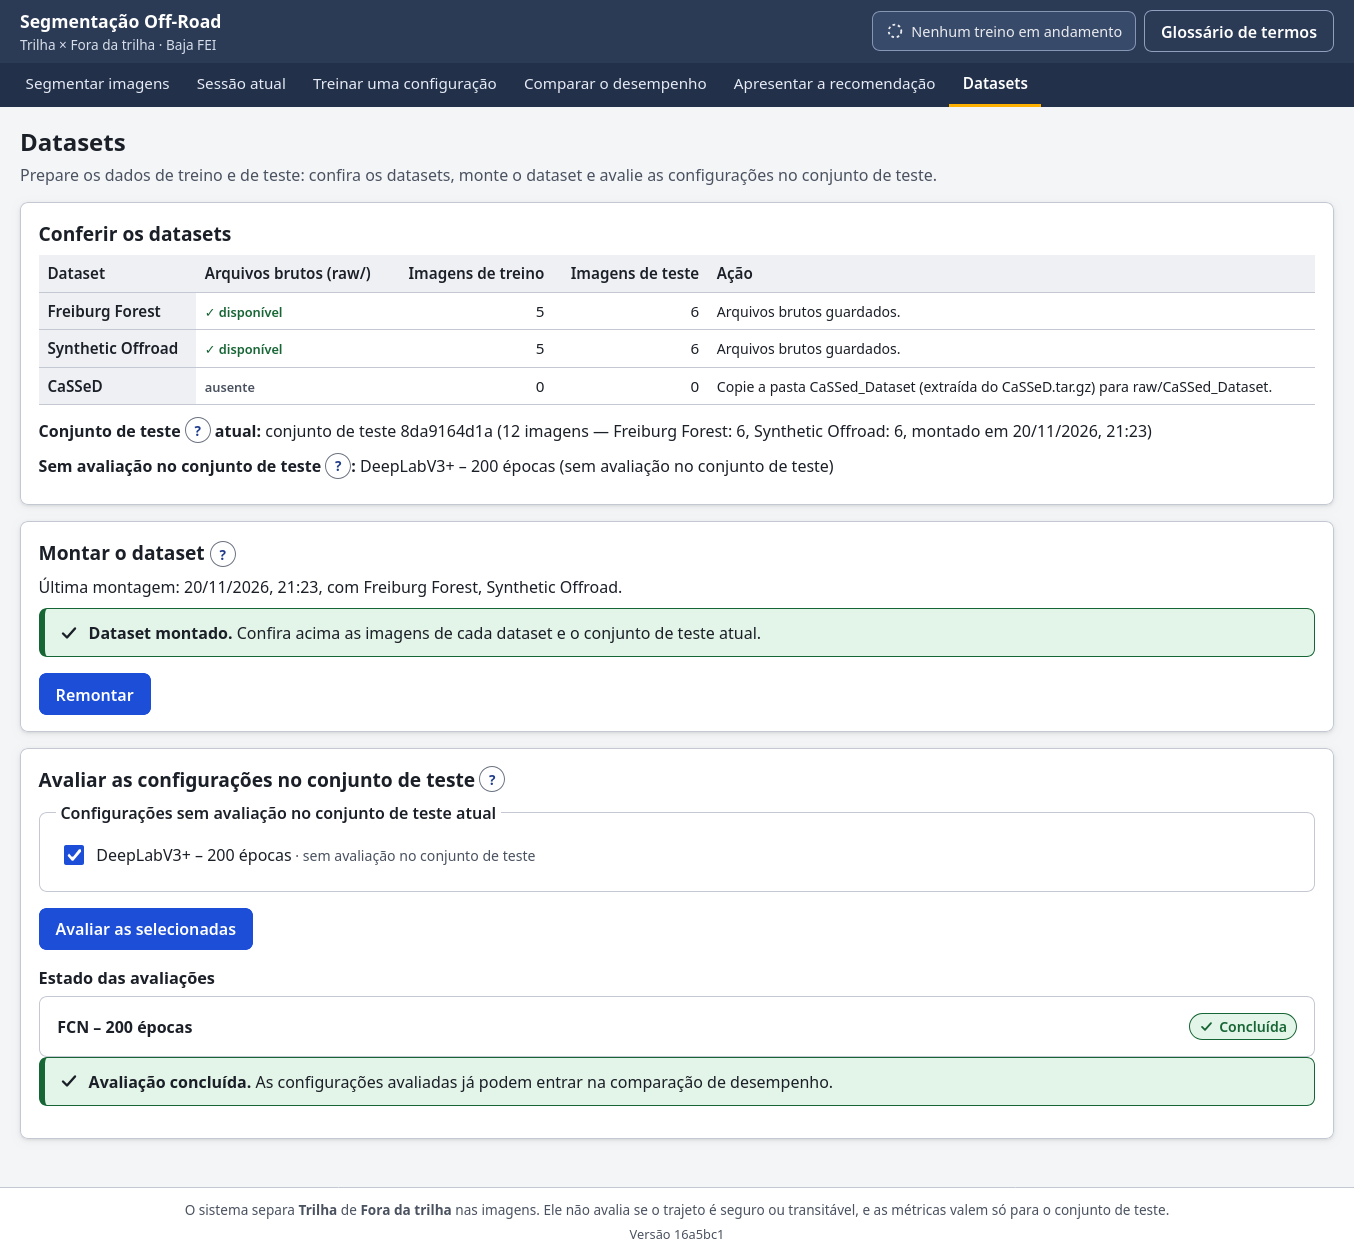 Segmentação Off-Road
Trilha × Fora da trilha · Baja FEI
Nenhum treino em andamento
Glossário de termos
Segmentar imagens Sessão atual Treinar uma configuração Comparar o desempenho Apresentar a recomendação Datasets
Datasets
Prepare os dados de treino e de teste: confira os datasets, monte o dataset e avalie as configurações no conjunto de teste.
Conferir os datasets
Dataset Arquivos brutos (raw/) Imagens de treino Imagens de teste Ação
Freiburg Forest ✓ disponível 5 6 Arquivos brutos guardados.
Synthetic Offroad ✓ disponível 5 6 Arquivos brutos guardados.
CaSSeD ausente 0 0 Copie a pasta CaSSed_Dataset (extraída do CaSSeD.tar.gz) para raw/CaSSed_Dataset.
Conjunto de teste ? atual: conjunto de teste 8da9164d1a (12 imagens — Freiburg Forest: 6, Synthetic Offroad: 6, montado em 20/11/2026, 21:23)
Sem avaliação no conjunto de teste ? : DeepLabV3+ – 200 épocas (sem avaliação no conjunto de teste)
Montar o dataset ?
Última montagem: 20/11/2026, 21:23, com Freiburg Forest, Synthetic Offroad.
✓ Dataset montado. Confira acima as imagens de cada dataset e o conjunto de teste atual.
Remontar
Avaliar as configurações no conjunto de teste ?
Configurações sem avaliação no conjunto de teste atual
DeepLabV3+ – 200 épocas · sem avaliação no conjunto de teste
Avaliar as selecionadas
Estado das avaliações
FCN – 200 épocas ✓ Concluída
✓ Avaliação concluída. As configurações avaliadas já podem entrar na comparação de desempenho.
O sistema separa Trilha de Fora da trilha nas imagens. Ele não avalia se o trajeto é seguro ou transitável, e as métricas valem só para o conjunto de teste.
Versão 16a5bc1